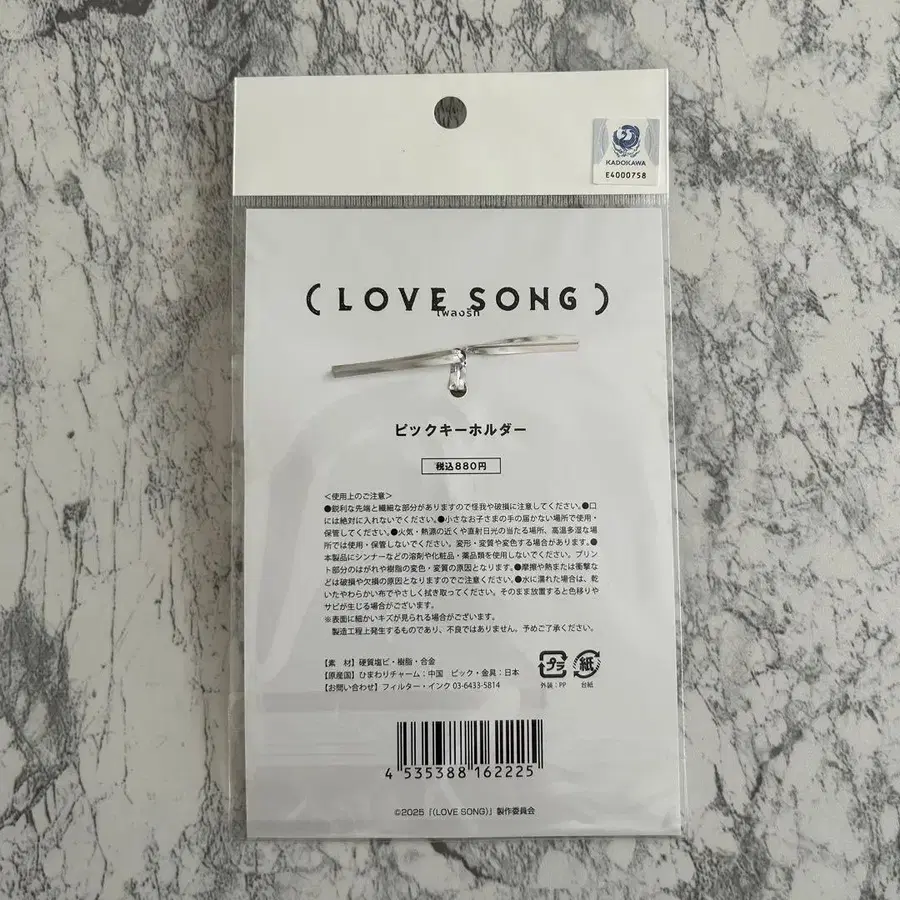 KADOKAWA
E4000758
( LOVE SONG )
เพลงรัก
ピックキーホルダー
税込880円
<使用上のご注意>
●鋭利な先端と繊細な部分がありますので怪我や破損に注意してください。●口
には絶対に入れないでください。●小さなお子さまの手の届かない場所で使用・
保管してください。●火気・熱源の近くや直射日光の当たる場所、高温多湿な場
所では使用・保管しないでください。変形・変質や変色する場合があります。●
本製品にシンナーなどの溶剤や化粧品・薬品類を使用しないでください。プリン
ト部分のはがれや樹脂の変色・変質の原因となります。●摩擦や熱または衝撃な
どは破損や欠損の原因となりますのでご注意ください。●水に濡れた場合は、乾
いたやわらかい布でやさしく拭き取ってください。そのまま放置すると色移りや
サビが生じる場合がございます。
※表面に細かいキズが見られる場合がございます。
製造工程上発生するものであり、不良ではありません。予めご了承ください。
【素　材】硬質塩ビ・樹脂・合金
【原産国】ひまわりチャーム：中国　ピック・金具：日本
【お問い合わせ】フィルター・インク 03-6433-5814
プラ
外装：PP
紙
台紙
4 535388 162225
©2025『(LOVE SONG)』製作委員会